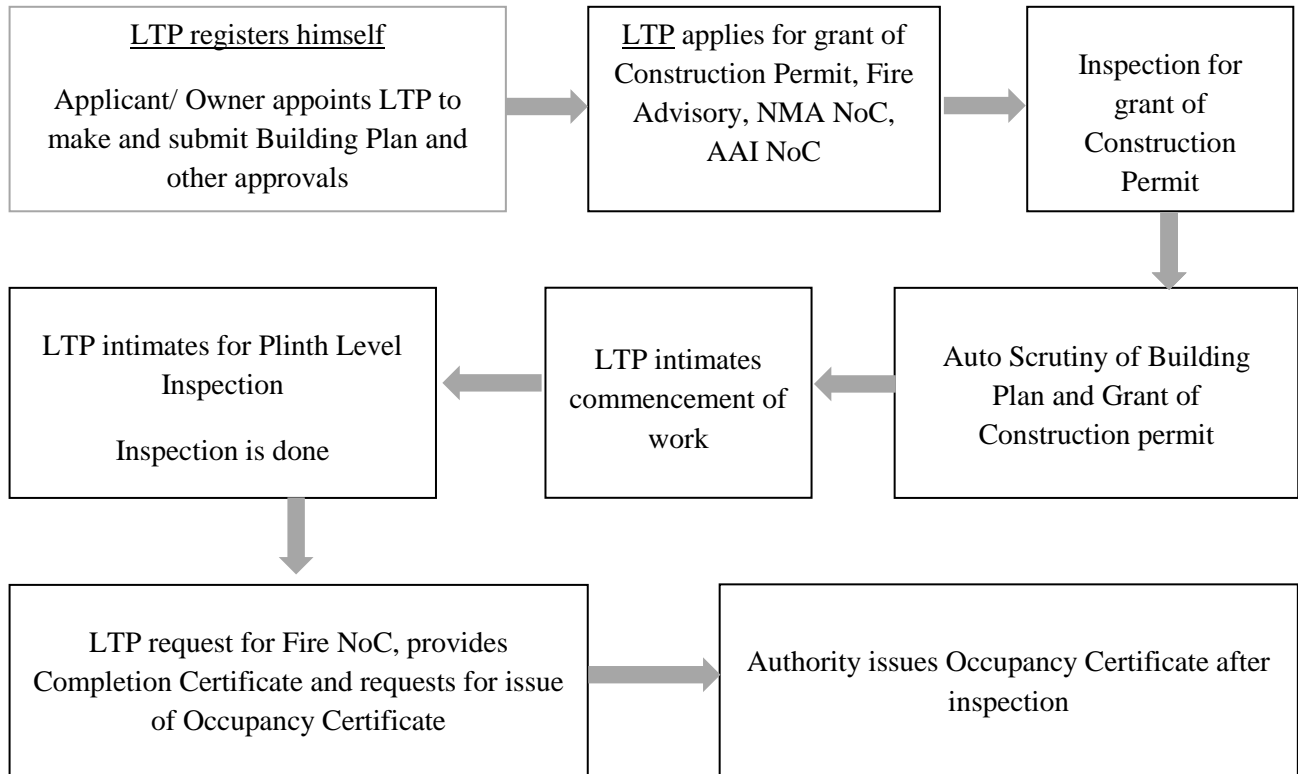 LTP registers himself
Applicant/ Owner appoints LTP to
make and submit Building Plan and
other approvals
LTP applies for grant of
Construction Permit, Fire
Advisory, NMA NoC,
AAI NoC
Inspection for
grant of
Construction
Permit
Auto Scrutiny of Building
Plan and Grant of
Construction permit
LTP intimates
commencement of
work
LTP intimates for Plinth Level
Inspection
Inspection is done
LTP request for Fire NoC, provides
Completion Certificate and requests for issue
of Occupancy Certificate
Authority issues Occupancy Certificate after
inspection